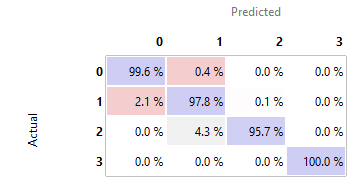 Predicted
0 1 2 3
Actual
0 99.6 % 0.4 % 0.0 % 0.0 %
1 2.1 % 97.8 % 0.1 % 0.0 %
2 0.0 % 4.3 % 95.7 % 0.0 %
3 0.0 % 0.0 % 0.0 % 100.0 %